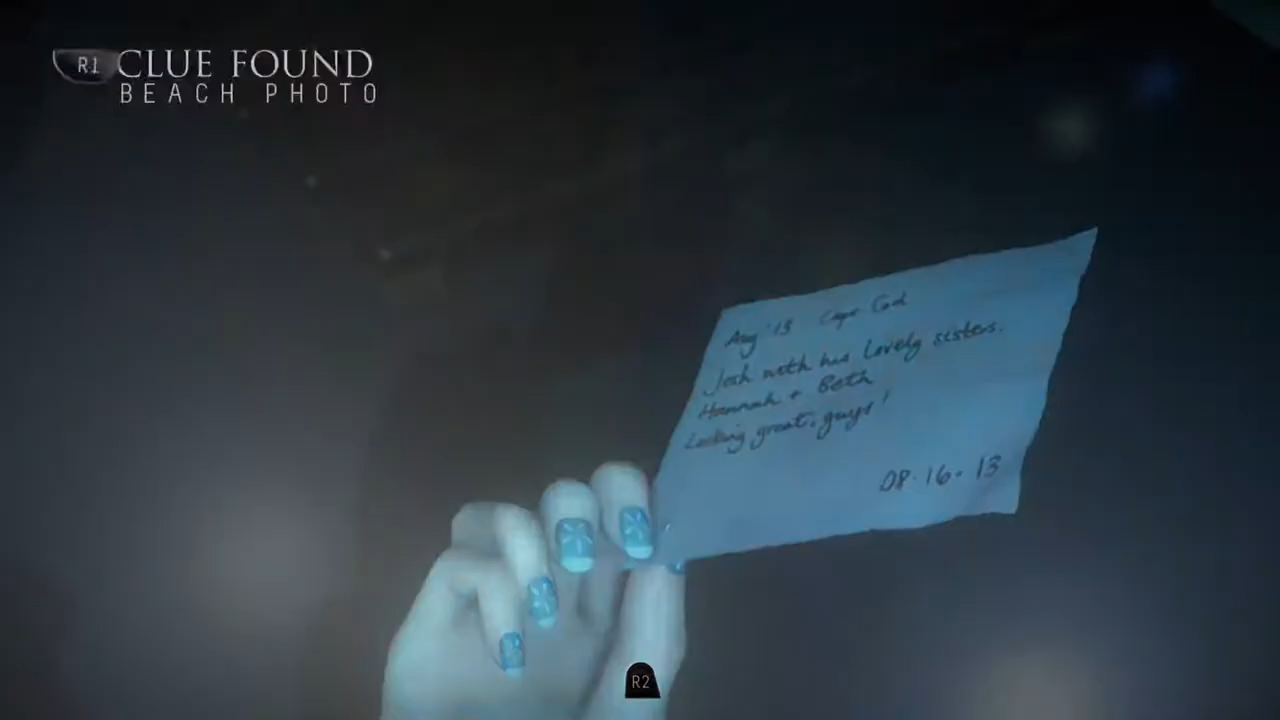 R1 CLUE FOUND
BEACH PHOTO
Aug '13 Cape Cod
Josh with his lovely sisters.
Hannah + Beth
Looking great, guys!
08·16·13
R2